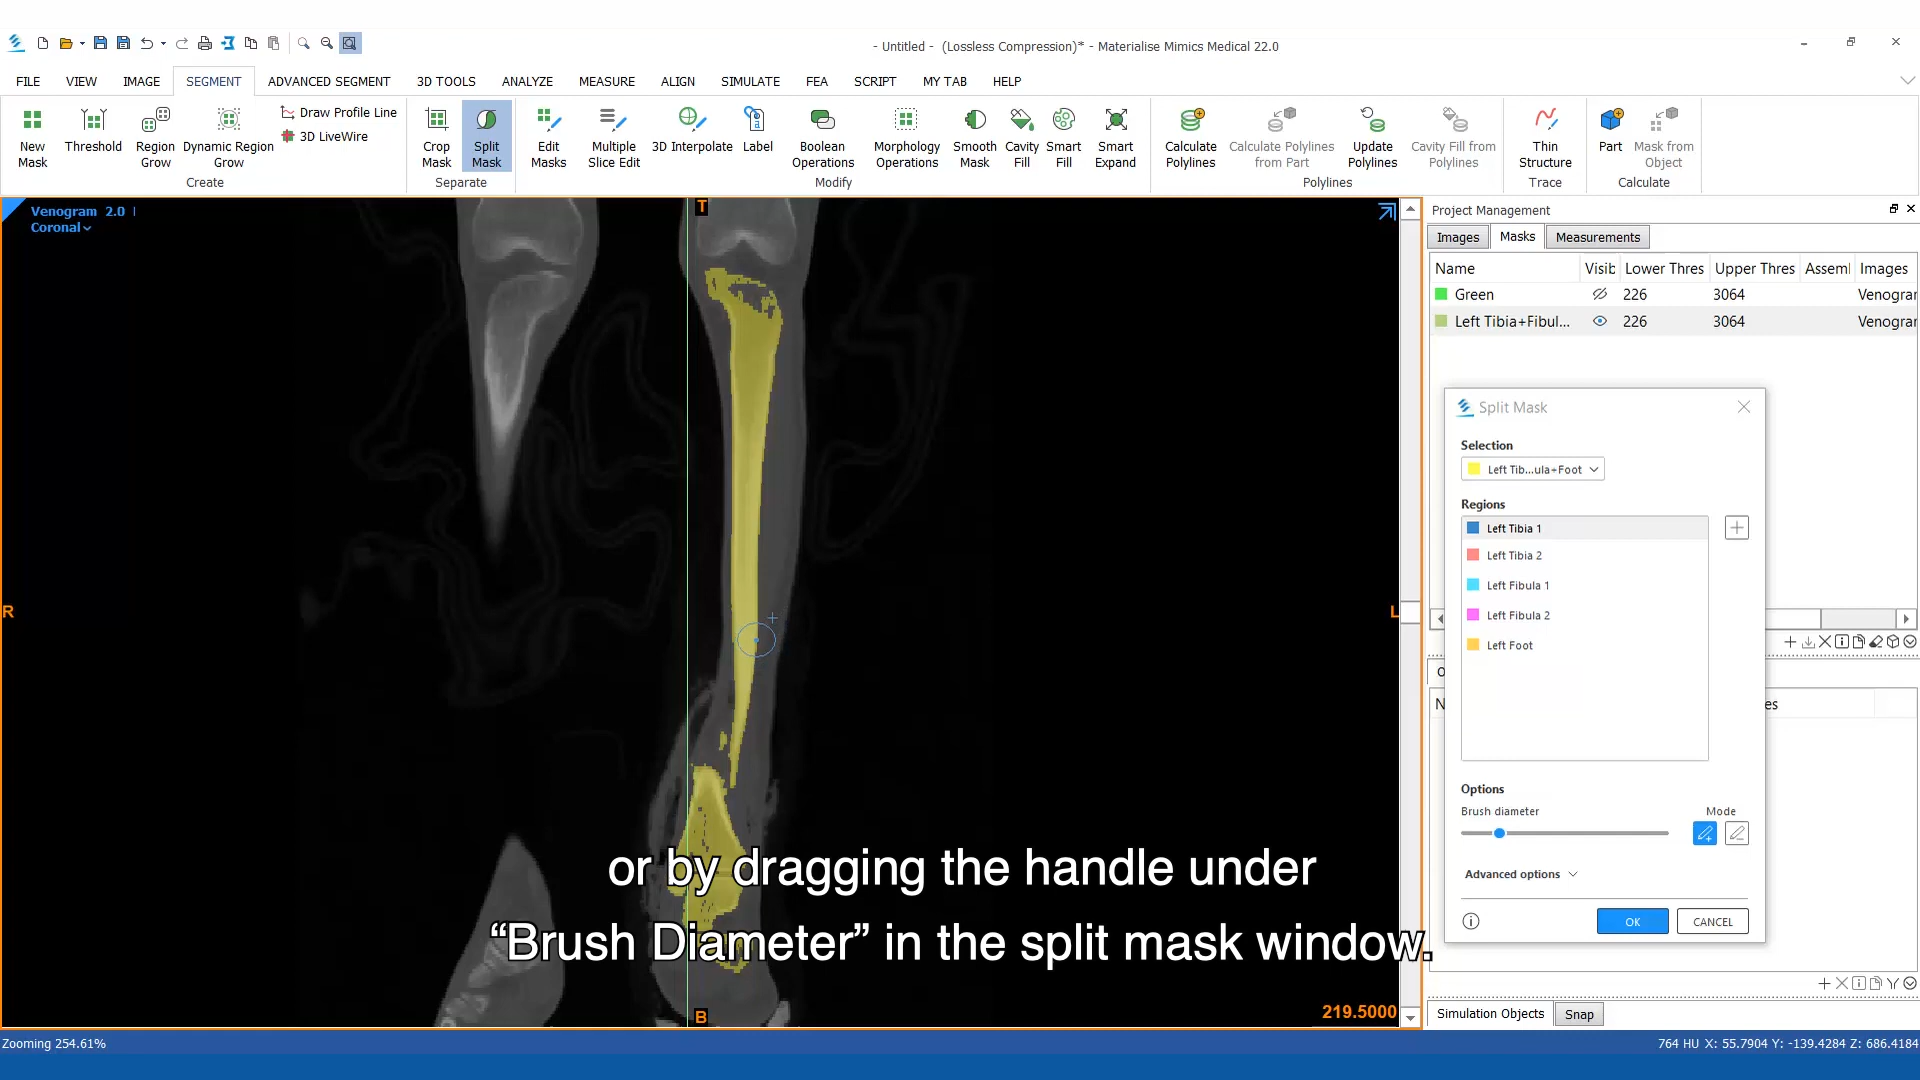 - Untitled - (Lossless Compression)* - Materialise Mimics Medical 22.0
FILE VIEW IMAGE SEGMENT ADVANCED SEGMENT 3D TOOLS ANALYZE MEASURE ALIGN SIMULATE FEA SCRIPT MY TAB HELP
New Mask
Threshold
Region Grow
Dynamic Region Grow
Draw Profile Line
3D LiveWire
Create
Crop Mask
Split Mask
Separate
Edit Masks
Multiple Slice Edit
3D Interpolate
Label
Boolean Operations
Morphology Operations
Smooth Mask
Cavity Fill
Smart Fill
Smart Expand
Modify
Calculate Polylines
Calculate Polylines from Part
Update Polylines
Cavity Fill from Polylines
Polylines
Thin Structure
Trace
Part
Mask from Object
Calculate
Venogram 2.0
Coronal
T
R
L
B
219.5000
Project Management
Images Masks Measurements
Name Visib Lower Thres Upper Thres Asseml Images
Green 226 3064 Venogran
Left Tibia+Fibul... 226 3064 Venogran
Split Mask
Selection
Left Tib...ula+Foot
Regions
Left Tibia 1
Left Tibia 2
Left Fibula 1
Left Fibula 2
Left Foot
Options
Brush diameter Mode
Advanced options
OK CANCEL
or by dragging the handle under
“Brush Diameter” in the split mask window.
Simulation Objects Snap
Zooming 254.61%
764 HU X: 55.7904 Y: -139.4284 Z: 686.4184